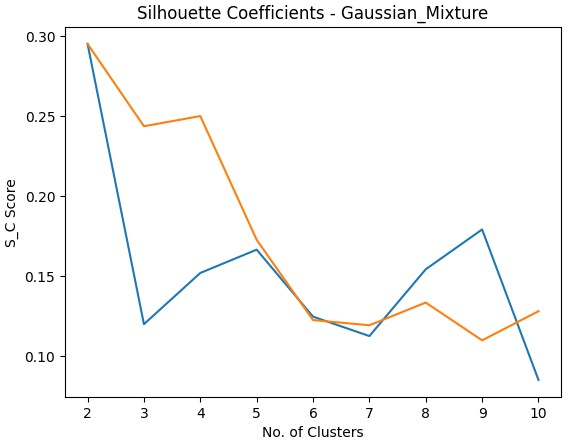 Silhouette Coefficients - Gaussian_Mixture
0.30
0.25
0.20
0.15
0.10
S_C Score
2 3 4 5 6 7 8 9 10
No. of Clusters